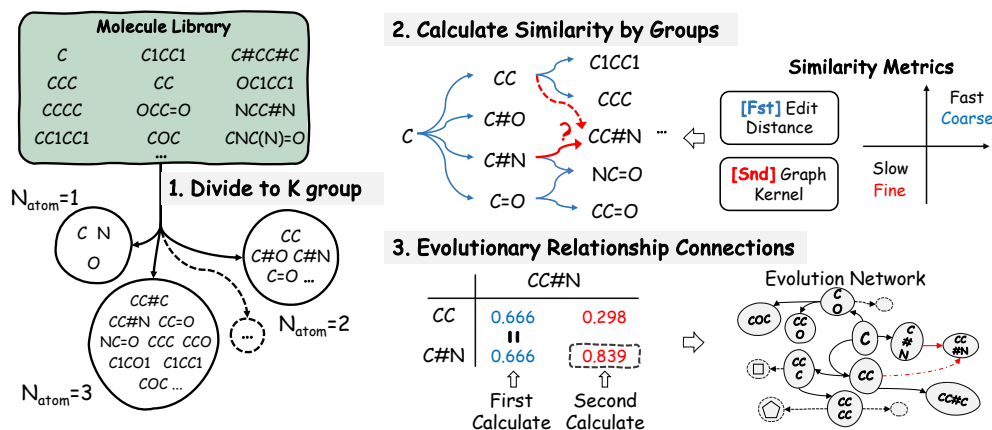 Molecule Library
C C1CC1 C#CC#C
CCC CC OC1CC1
CCCC OCC=O NCC#N
CC1CC1 COC CNC(N)=O
...
1. Divide to K group
N_atom=1
C N
O
CC
C#O C#N
C=O ...
N_atom=2
...
CC#C
CC#N CC=O
NC=O CCC CCO
C1CO1 C1CC1
COC ...
N_atom=3
2. Calculate Similarity by Groups
C
CC
C#O
C#N
C=O
?
C1CC1
CCC
CC#N ...
NC=O
CC=O
Similarity Metrics
[Fst] Edit
Distance
[Snd] Graph
Kernel
Fast
Coarse
Slow
Fine
3. Evolutionary Relationship Connections
CC#N
CC 0.666 0.298
=
C#N 0.666 0.839
First
Calculate
Second
Calculate
Evolution Network
C
O
COC
CC
O
C
C
#
N
CC
#N
CC
C
CC
CC
CC
CC#C